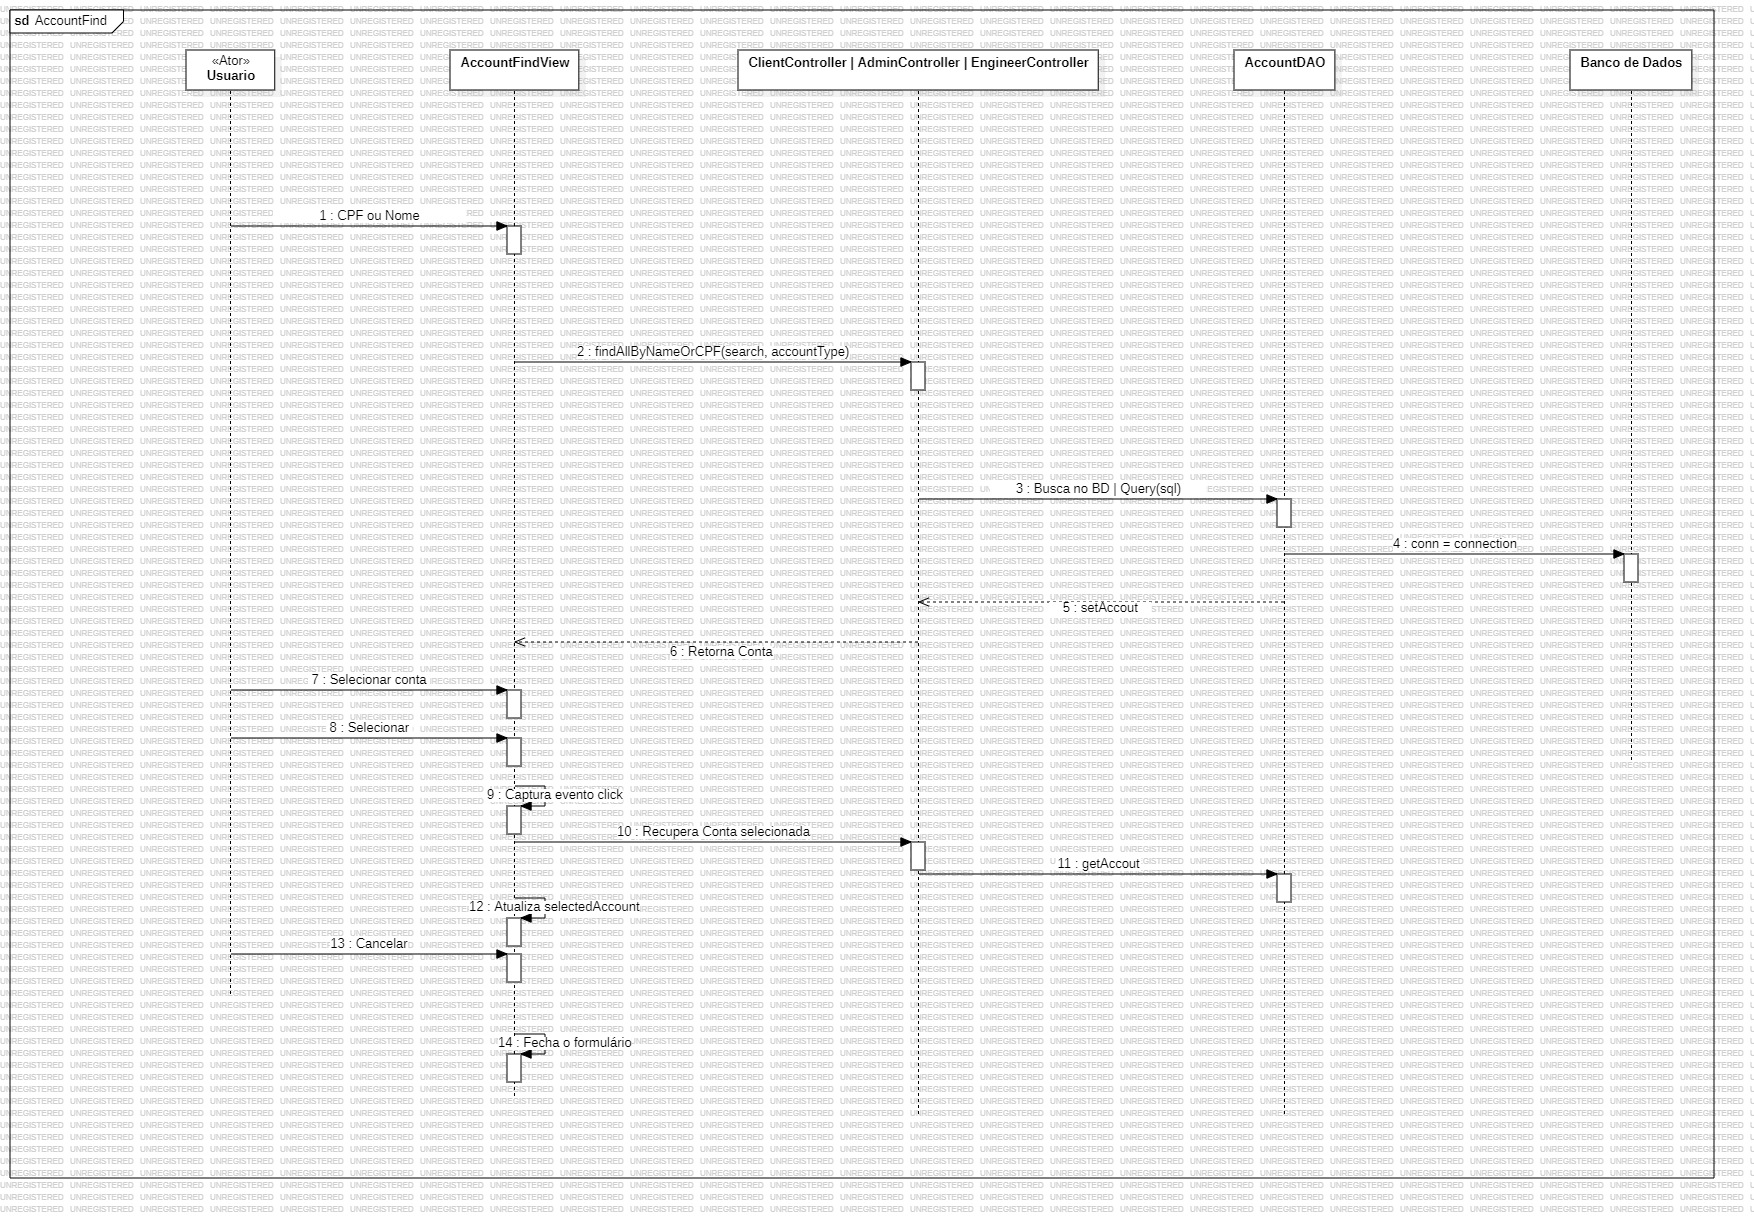 sd AccountFind
«Ator»
Usuario
AccountFindView
ClientController | AdminController | EngineerController
AccountDAO
Banco de Dados
1 : CPF ou Nome
2 : findAllByNameOrCPF(search, accountType)
3 : Busca no BD | Query(sql)
4 : conn = connection
5 : setAccout
6 : Retorna Conta
7 : Selecionar conta
8 : Selecionar
9 : Captura evento click
10 : Recupera Conta selecionada
11 : getAccout
12 : Atualiza selectedAccount
13 : Cancelar
14 : Fecha o formulário
UNREGISTERED